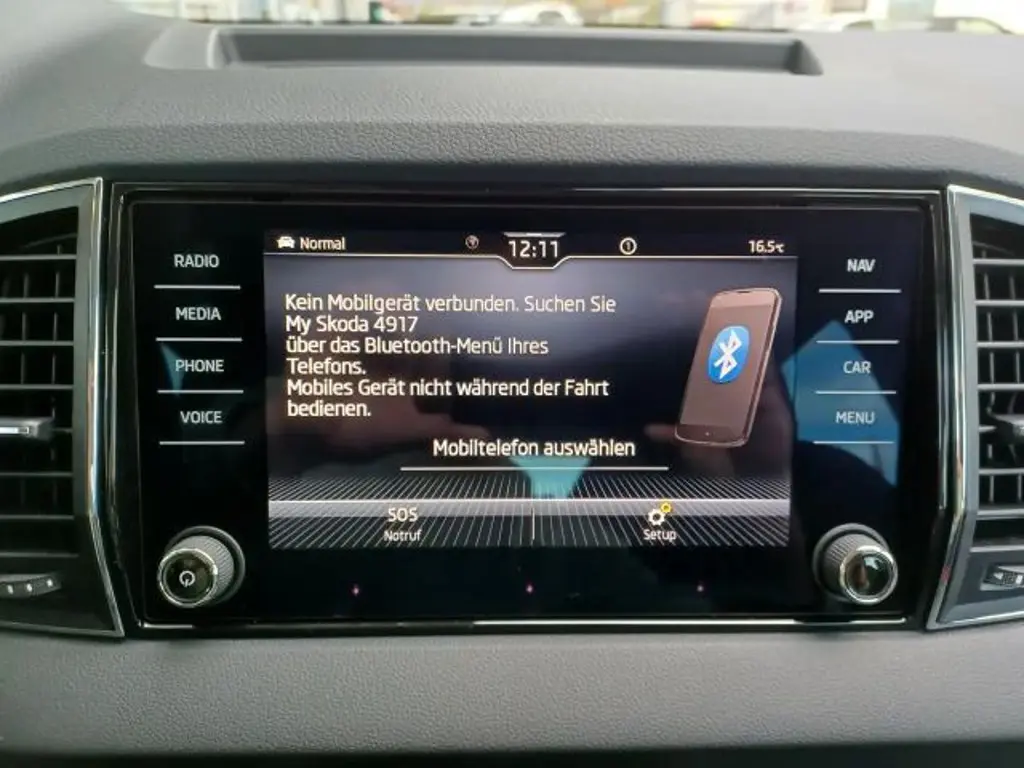 Normal
12:11
1
16.5°C
RADIO
MEDIA
PHONE
VOICE
Kein Mobilgerät verbunden. Suchen Sie
My Skoda 4917
über das Bluetooth-Menü Ihres
Telefons.
Mobiles Gerät nicht während der Fahrt
bedienen.
Mobiltelefon auswählen
SOS
Notruf
Setup
NAV
APP
CAR
MENU